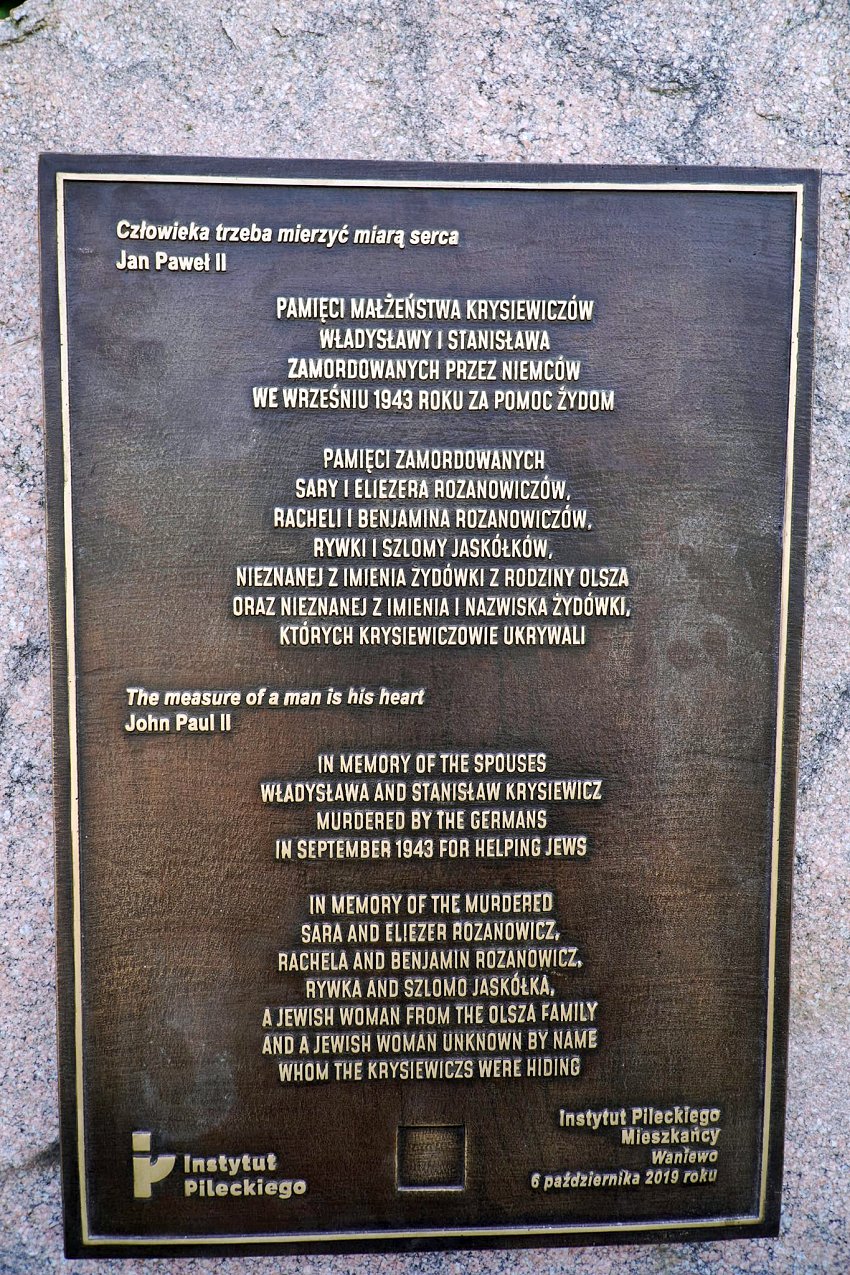 Człowieka trzeba mierzyć miarą serca
Jan Paweł II
PAMIĘCI MAŁŻEŃSTWA KRYSIEWICZÓW
WŁADYSŁAWY I STANISŁAWA
ZAMORDOWANYCH PRZEZ NIEMCÓW
WE WRZEŚNIU 1943 ROKU ZA POMOC ŻYDOM
PAMIĘCI ZAMORDOWANYCH
SARY I ELIEZERA ROZANOWICZÓW,
RACHELI I BENJAMINA ROZANOWICZÓW,
RYWKI I SZLOMY JASKÓŁKÓW,
NIEZNANEJ Z IMIENIA ŻYDÓWKI Z RODZINY OLSZA
ORAZ NIEZNANEJ Z IMIENIA I NAZWISKA ŻYDÓWKI,
KTÓRYCH KRYSIEWICZOWIE UKRYWALI
The measure of a man is his heart
John Paul II
IN MEMORY OF THE SPOUSES
WŁADYSŁAWA AND STANISŁAW KRYSIEWICZ
MURDERED BY THE GERMANS
IN SEPTEMBER 1943 FOR HELPING JEWS
IN MEMORY OF THE MURDERED
SARA AND ELIEZER ROZANOWICZ,
RACHELA AND BENJAMIN ROZANOWICZ,
RYWKA AND SZLOMO JASKÓŁKA,
A JEWISH WOMAN FROM THE OLSZA FAMILY
AND A JEWISH WOMAN UNKNOWN BY NAME
WHOM THE KRYSIEWICZS WERE HIDING
Instytut
Pileckiego
Instytut Pileckiego
Mieszkańcy
Waniewo
6 października 2019 roku